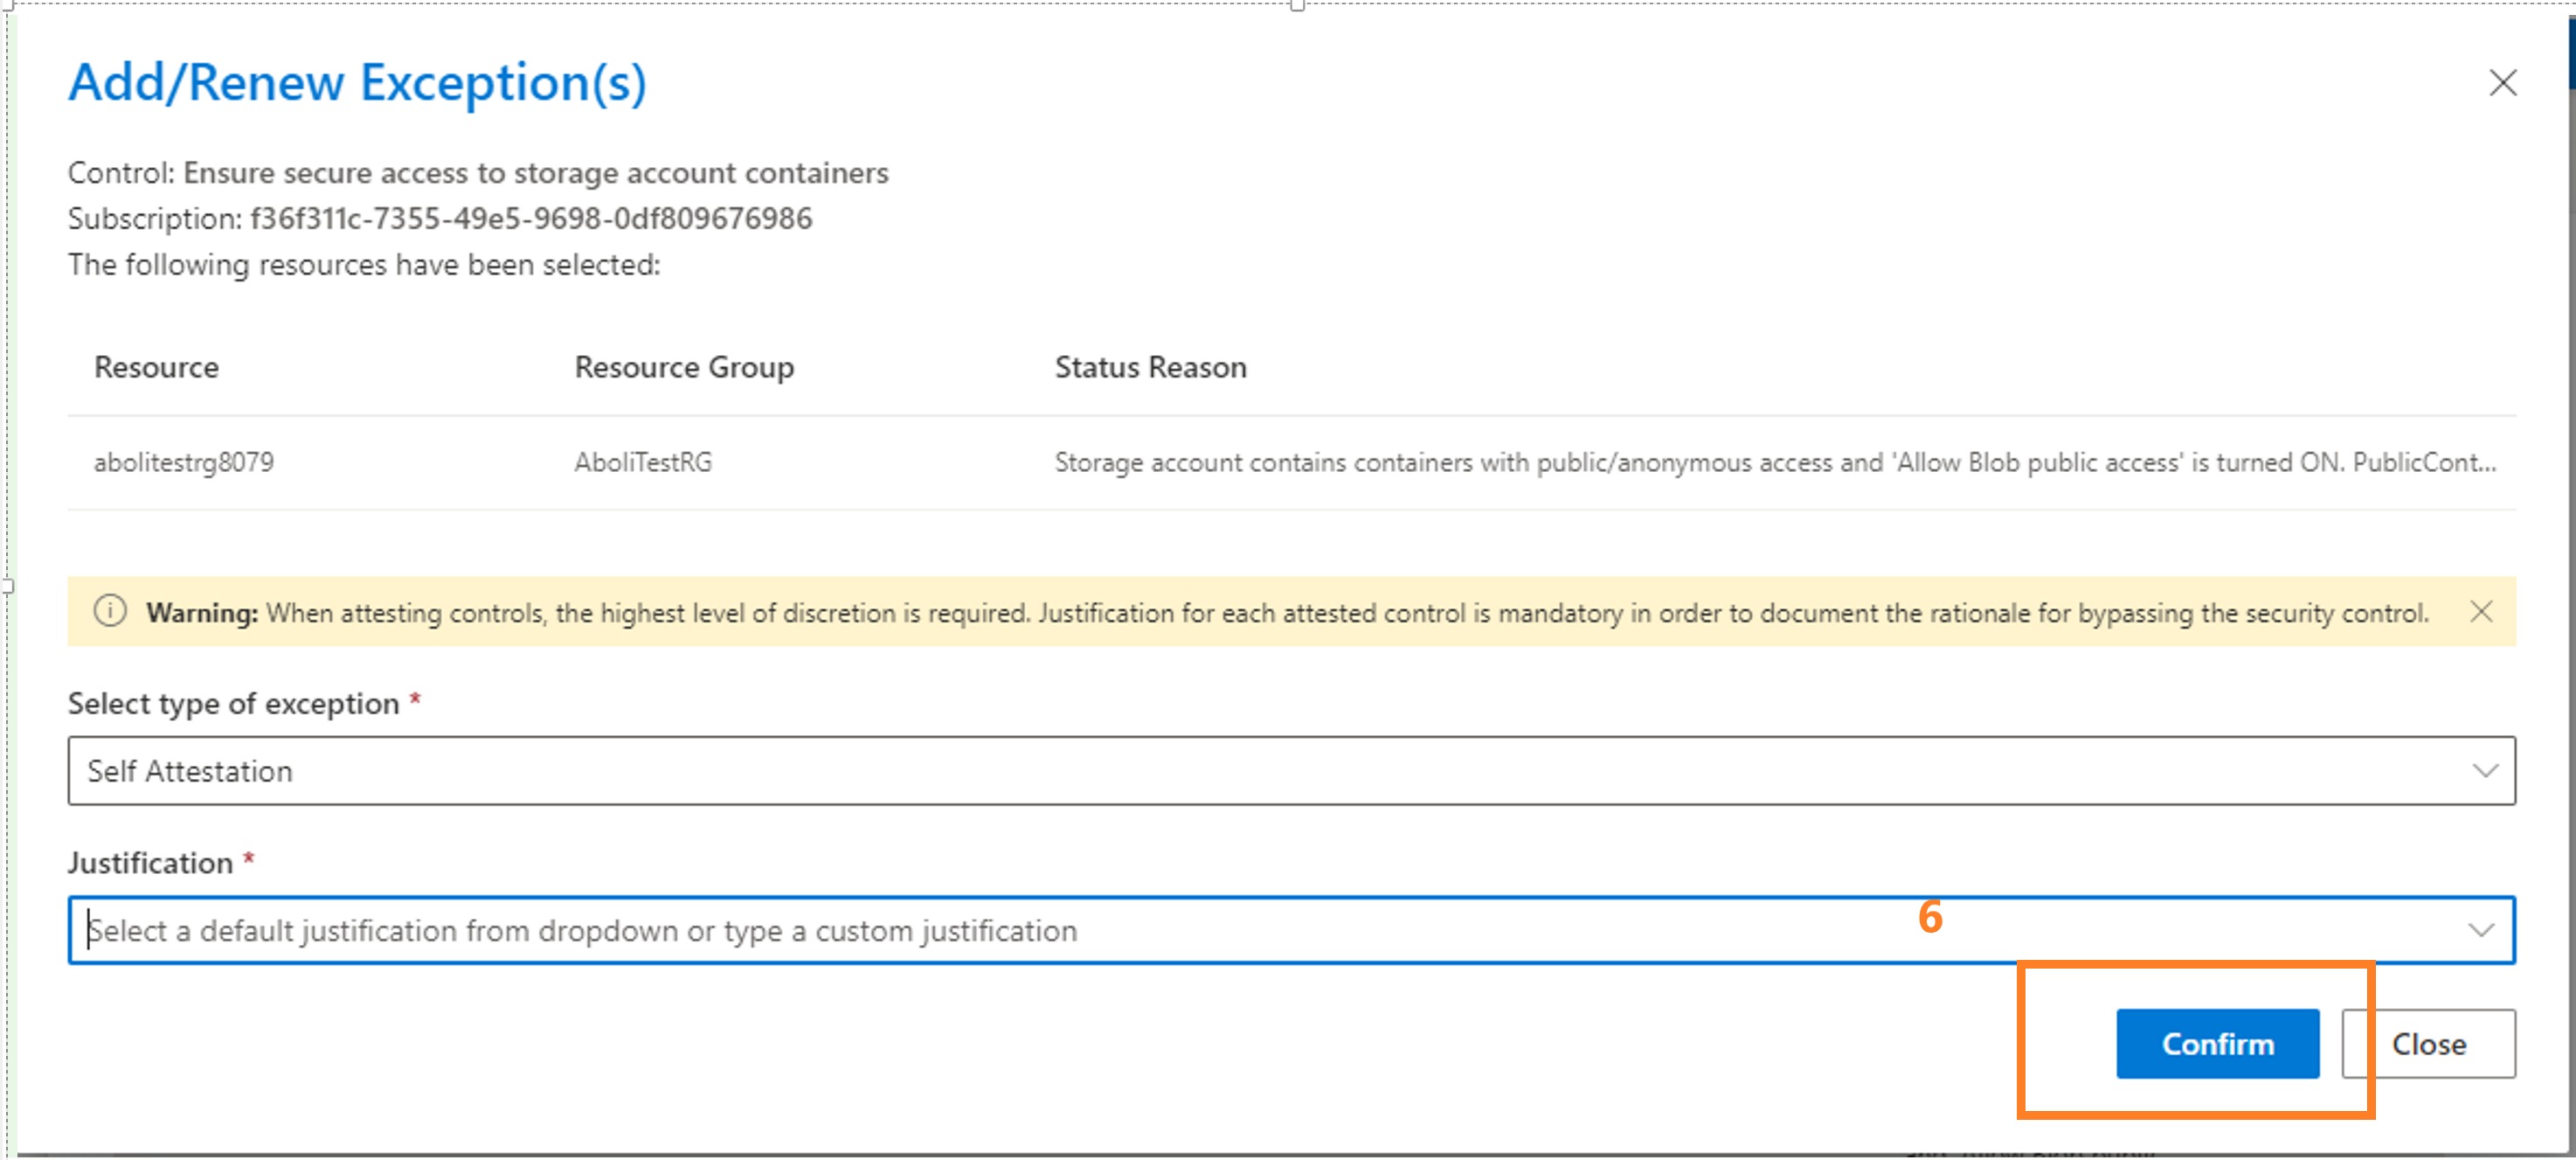 Add/Renew Exception(s)
Control: Ensure secure access to storage account containers
Subscription: f36f311c-7355-49e5-9698-0df809676986
The following resources have been selected:
Resource Resource Group Status Reason
abolitestrg8079 AboliTestRG Storage account contains containers with public/anonymous access and 'Allow Blob public access' is turned ON. PublicCont...
Warning: When attesting controls, the highest level of discretion is required. Justification for each attested control is mandatory in order to document the rationale for bypassing the security control.
Select type of exception *
Self Attestation
Justification *
Select a default justification from dropdown or type a custom justification
6
Confirm Close